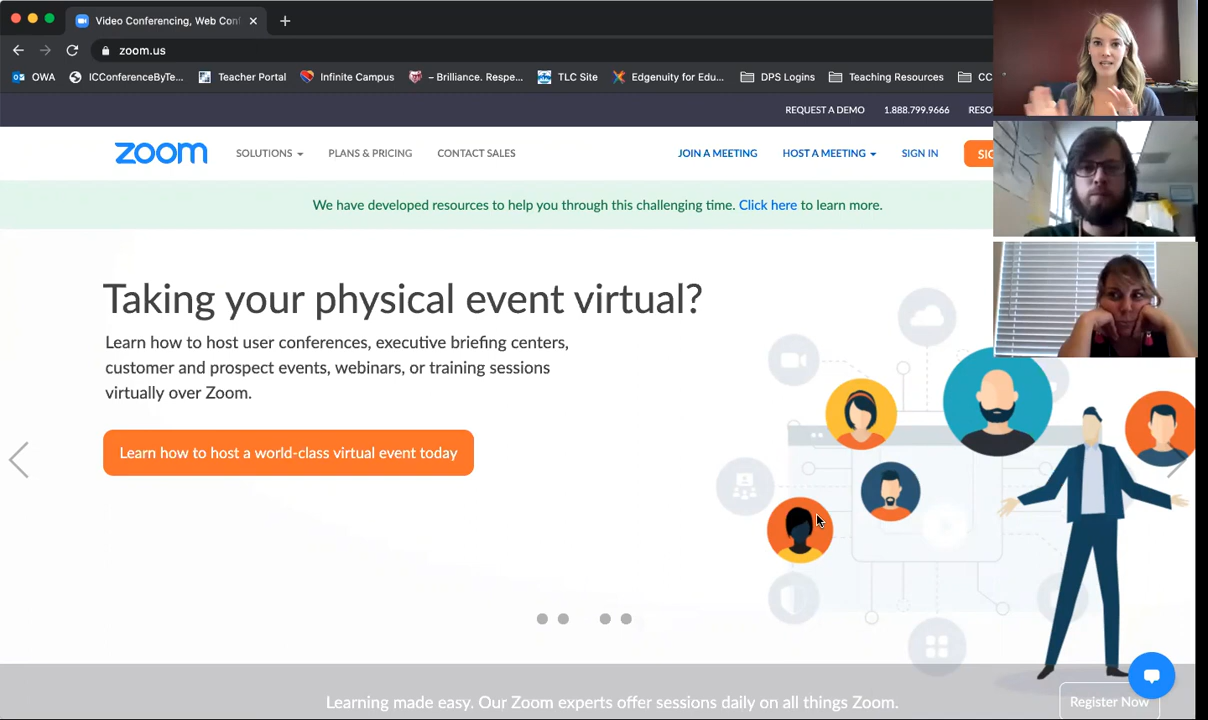 Video Conferencing, Web Con
zoom.us
OWA
ICConferenceByTe...
Teacher Portal
Infinite Campus
– Brilliance. Respe...
TLC Site
Edgenuity for Edu...
DPS Logins
Teaching Resources
CC
REQUEST A DEMO
1.888.799.9666
RESO
zoom
SOLUTIONS
PLANS & PRICING
CONTACT SALES
JOIN A MEETING
HOST A MEETING
SIGN IN
SIG
We have developed resources to help you through this challenging time. Click here to learn more.
Taking your physical event virtual?
Learn how to host user conferences, executive briefing centers,
customer and prospect events, webinars, or training sessions
virtually over Zoom.
Learn how to host a world-class virtual event today
Learning made easy. Our Zoom experts offer sessions daily on all things Zoom.
Register Now